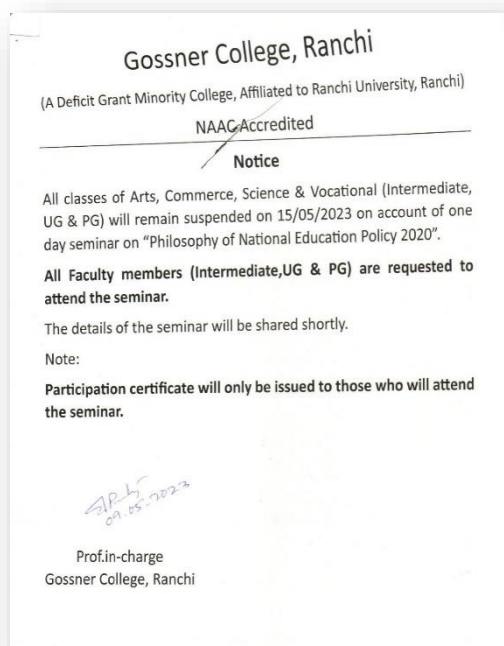 Gossner College, Ranchi
(A Deficit Grant Minority College, Affiliated to Ranchi University, Ranchi)
NAAC Accredited
Notice
All classes of Arts, Commerce, Science & Vocational (Intermediate,
UG & PG) will remain suspended on 15/05/2023 on account of one
day seminar on “Philosophy of National Education Policy 2020”.
All Faculty members (Intermediate,UG & PG) are requested to
attend the seminar.
The details of the seminar will be shared shortly.
Note:
Participation certificate will only be issued to those who will attend
the seminar.
09.05.2023
Prof.in-charge
Gossner College, Ranchi